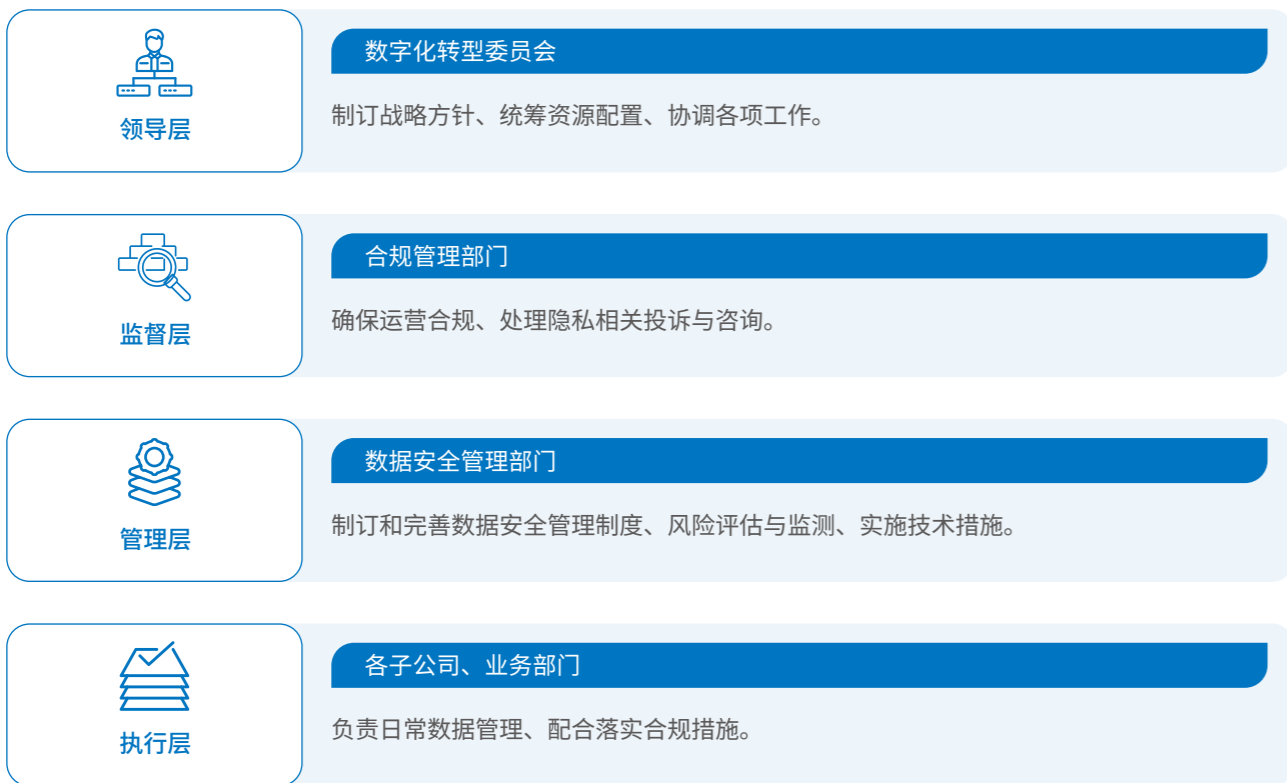 数字化转型委员会
领导层
制订战略方针、统筹资源配置、协调各项工作。
合规管理部门
监督层
确保运营合规、处理隐私相关投诉与咨询。
数据安全管理部门
管理层
制订和完善数据安全管理制度、风险评估与监测、实施技术措施。
各子公司、业务部门
执行层
负责日常数据管理、配合落实合规措施。